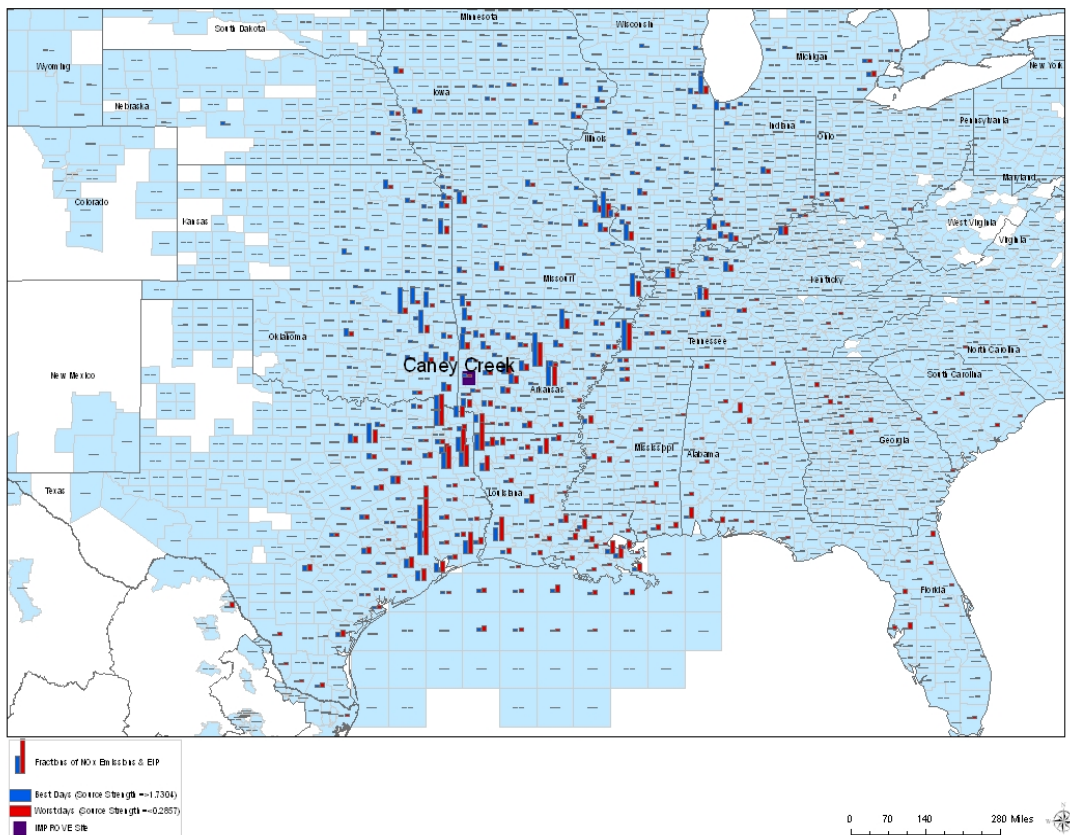 Minnesota
Wisconsin
South Dakota
Michigan
Wyoming
New York
Iowa
Nebraska
Pennsylvania
Indiana
Ohio
Illinois
Maryland
Colorado
Kansas
West Virginia
Virginia
Missouri
Kentucky
Oklahoma
Tennessee
North Carolina
Caney Creek
New Mexico
South Carolina
Arkansas
Georgia
Mississippi
Alabama
Texas
Louisiana
Florida
Fractions of NOx Emissions & EIP
Best Days (Source Strength =>1.7304)
Worst days (Source Strength =<0.2857)
IMPROVE Site
0 70 140 280 Miles